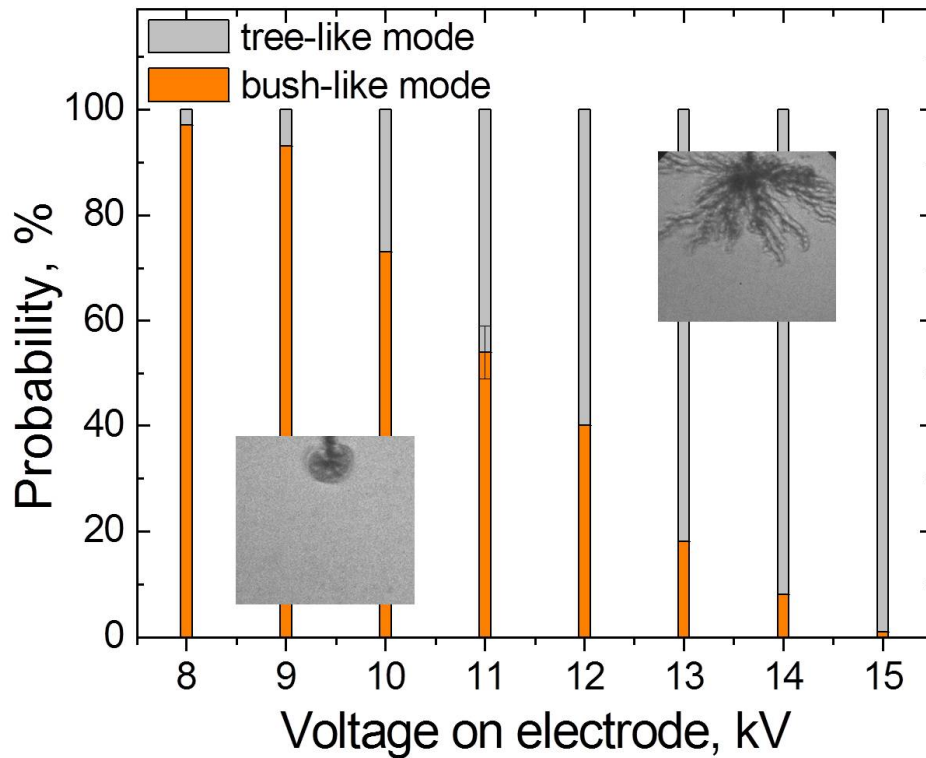 tree-like mode
bush-like mode
100
80
60
40
20
0
Probability, %
8 9 10 11 12 13 14 15
Voltage on electrode, kV